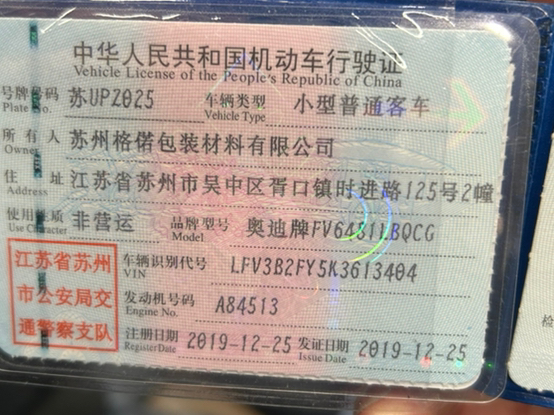 中华人民共和国机动车行驶证
Vehicle License of the People's Republic of China
号牌号码 苏UPZ025 车辆类型 小型普通客车
Plate No. Vehicle Type
所有人 苏州格偌包装材料有限公司
Owner
住址 江苏省苏州市吴中区胥口镇时进路125号2幢
Address
使用性质 非营运 品牌型号 奥迪牌FV6481LBQCG
Use Character Model
江苏省苏州
市公安局交
通警察支队
车辆识别代号 LFV3B2FY5K3613404
VIN
发动机号码 A84513
Engine No.
注册日期 2019-12-25 发证日期 2019-12-25
Register Date Issue Date